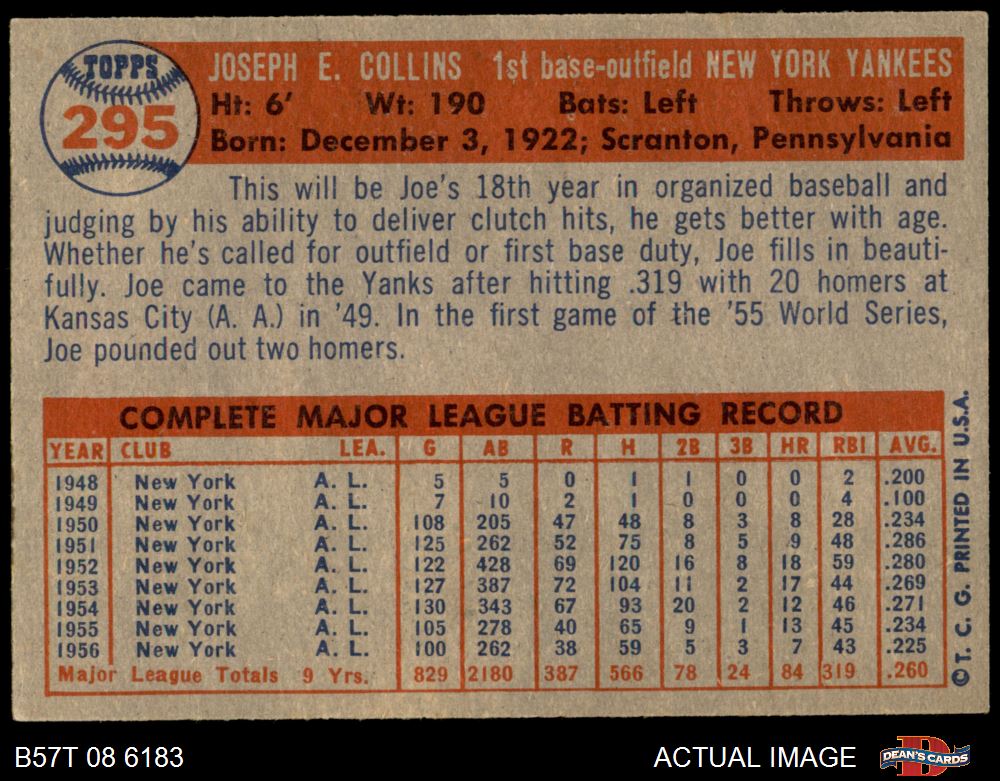 TOPPS
295
JOSEPH E. COLLINS 1st base-outfield NEW YORK YANKEES
Ht: 6' Wt: 190 Bats: Left Throws: Left
Born: December 3, 1922; Scranton, Pennsylvania
This will be Joe's 18th year in organized baseball and
judging by his ability to deliver clutch hits, he gets better with age.
Whether he's called for outfield or first base duty, Joe fills in beauti-
fully. Joe came to the Yanks after hitting .319 with 20 homers at
Kansas City (A. A.) in '49. In the first game of the '55 World Series,
Joe pounded out two homers.
COMPLETE MAJOR LEAGUE BATTING RECORD
YEAR CLUB LEA. G AB R H 2B 3B HR RBI AVG.
1948 New York A. L. 5 5 0 1 1 0 0 2 .200
1949 New York A. L. 7 10 2 1 0 0 0 4 .100
1950 New York A. L. 108 205 47 48 8 3 8 28 .234
1951 New York A. L. 125 262 52 75 8 5 9 48 .286
1952 New York A. L. 122 428 69 120 16 8 18 59 .280
1953 New York A. L. 127 387 72 104 11 2 17 44 .269
1954 New York A. L. 130 343 67 93 20 2 12 46 .271
1955 New York A. L. 105 278 40 65 9 1 13 45 .234
1956 New York A. L. 100 262 38 59 5 3 7 43 .225
Major League Totals 9 Yrs. 829 2180 387 566 78 24 84 319 .260
©T. C. G. PRINTED IN U.S.A.
B57T 08 6183 ACTUAL IMAGE
DEAN'S CARDS